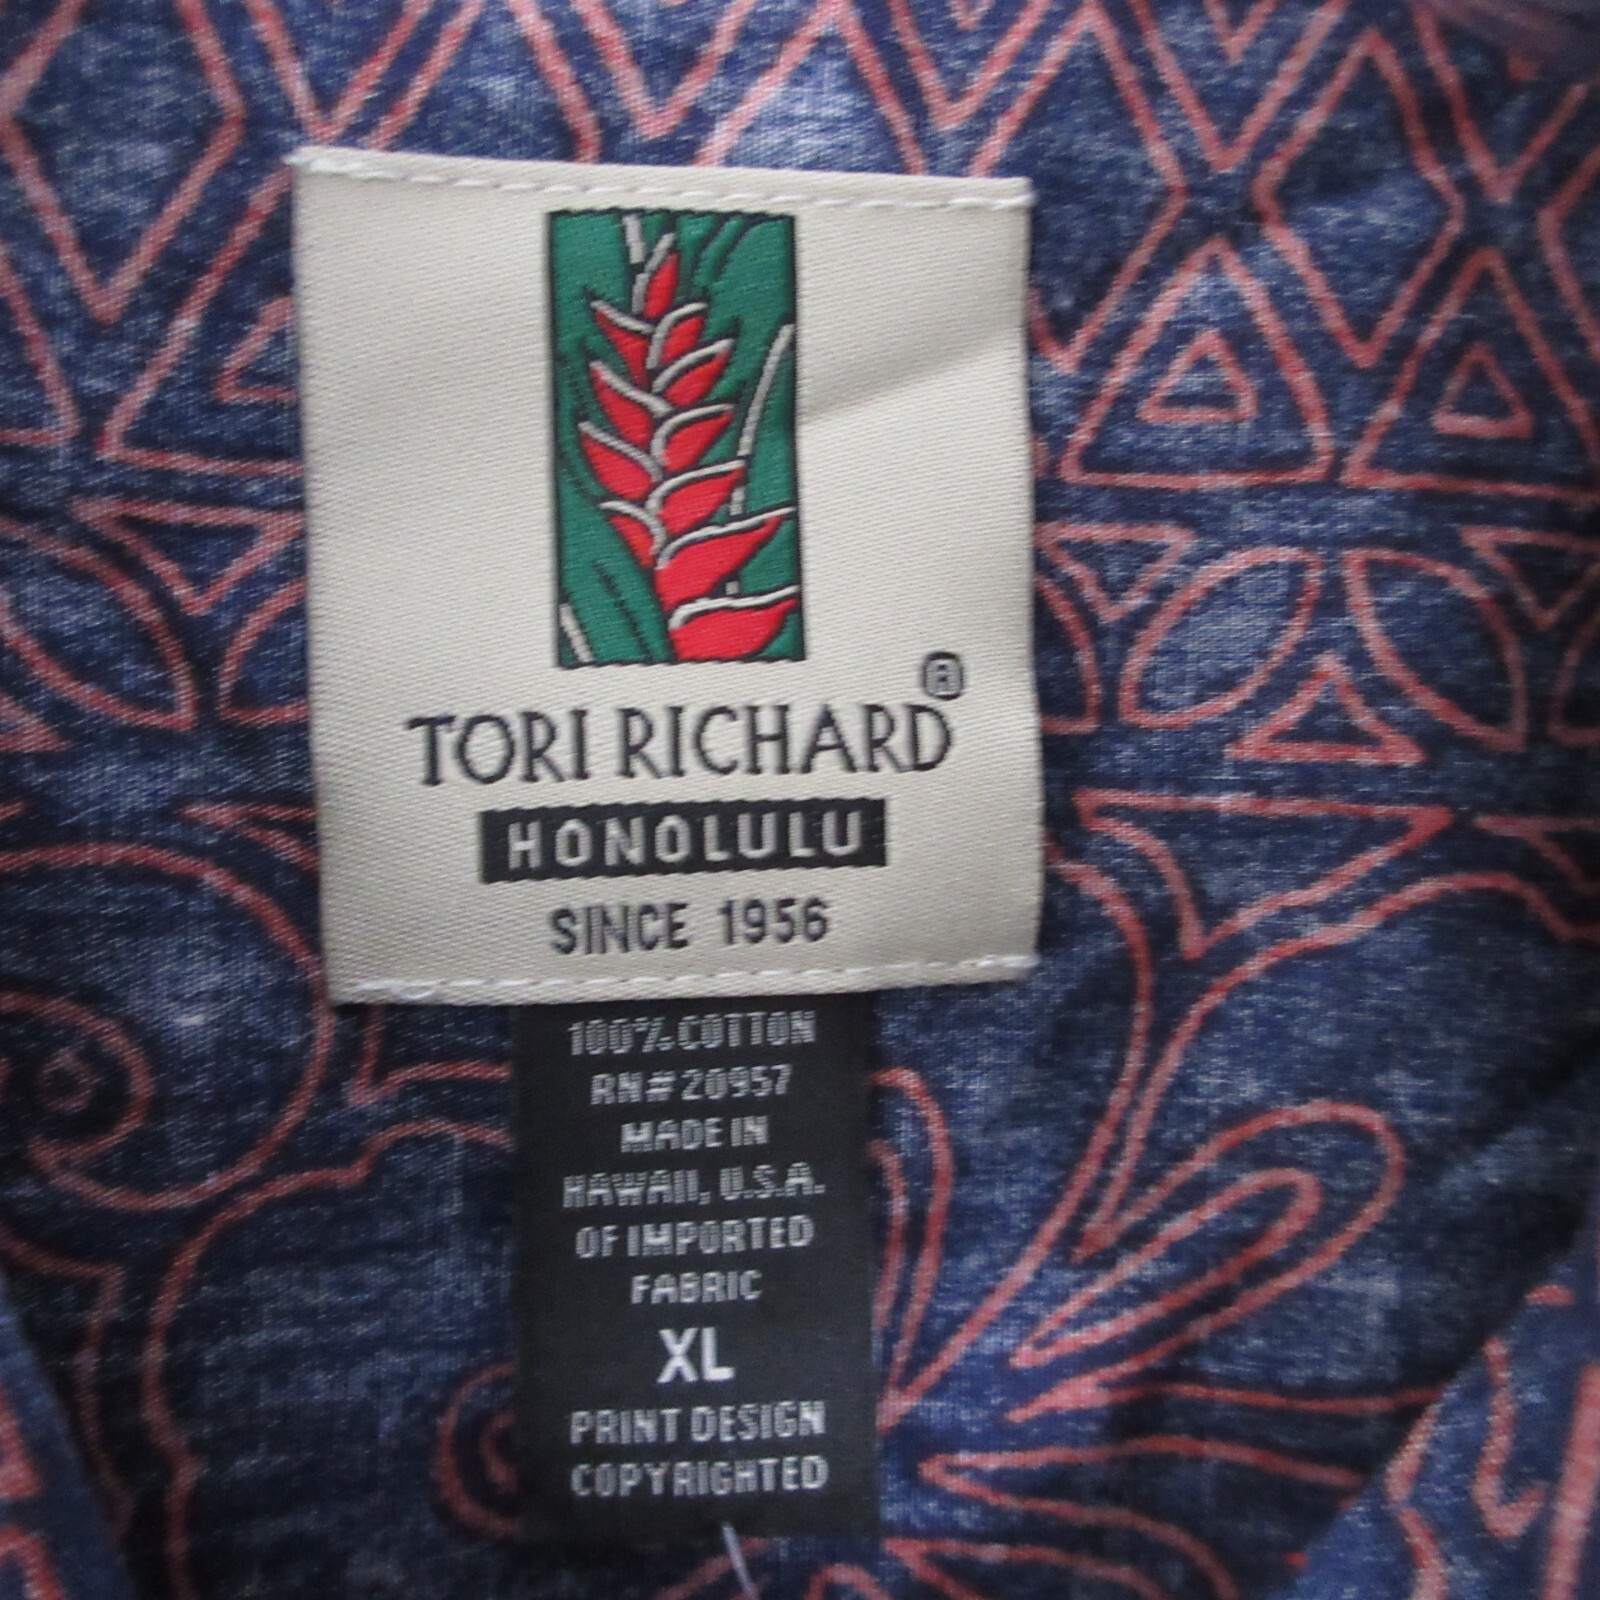 TORI RICHARD®
HONOLULU
SINCE 1956
100% COTTON
RN# 20957
MADE IN
HAWAII, U.S.A.
OF IMPORTED
FABRIC
XL
PRINT DESIGN
COPYRIGHTED